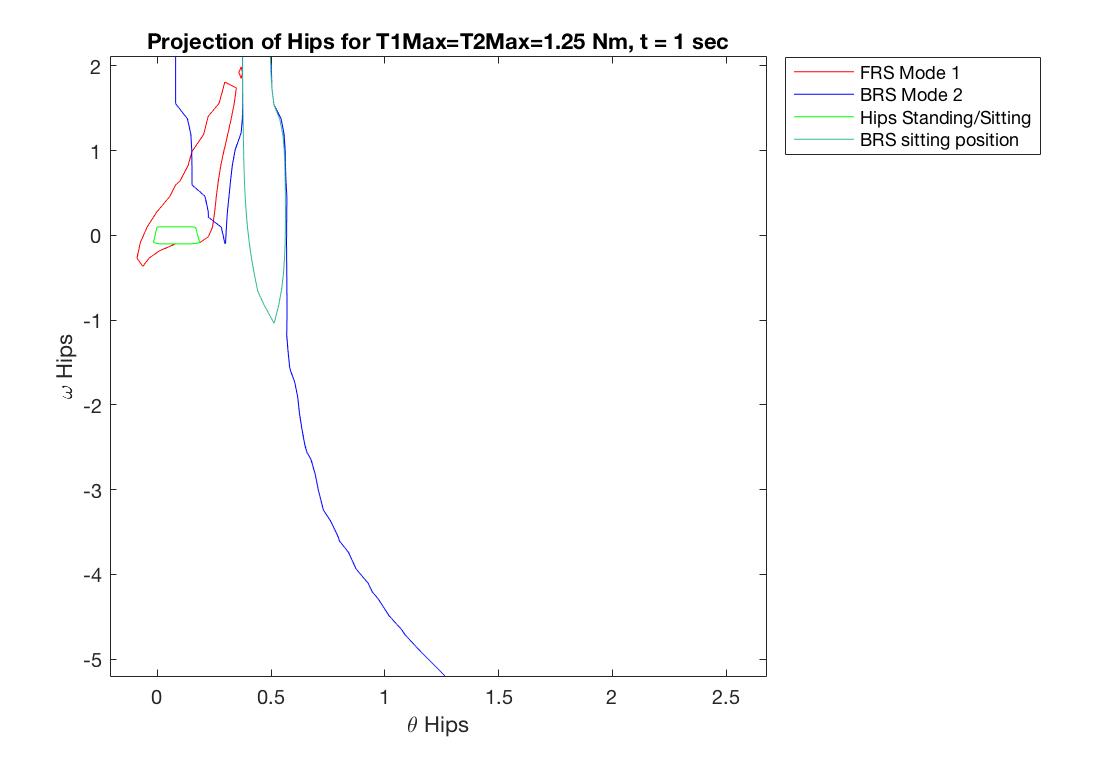 Projection of Hips for T1Max=T2Max=1.25 Nm, t = 1 sec
FRS Mode 1
BRS Mode 2
Hips Standing/Sitting
BRS sitting position
2
1
0
-1
-2
-3
-4
-5
ω Hips
0
0.5
1
1.5
2
2.5
θ Hips